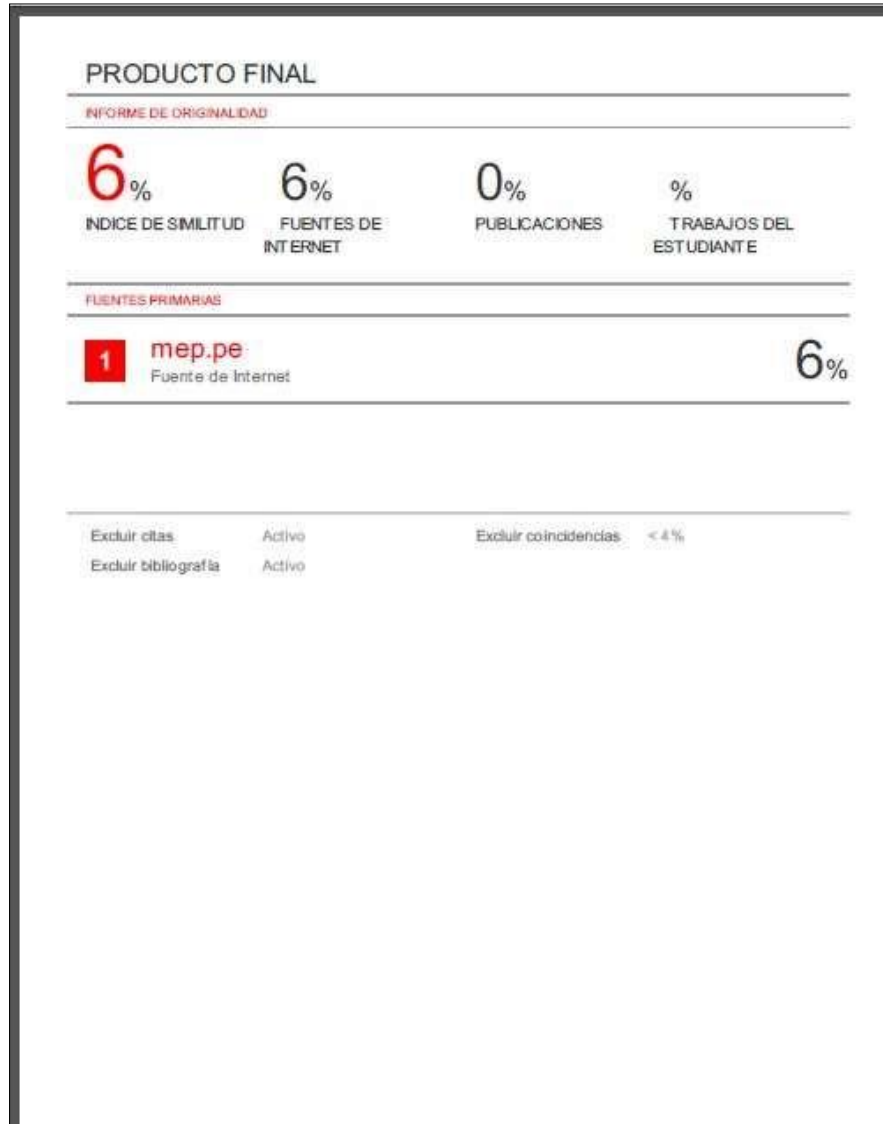 PRODUCTO FINAL
INFORME DE ORIGINALIDAD
6% 6% 0% %
INDICE DE SIMILITUD FUENTES DE INTERNET PUBLICACIONES TRABAJOS DEL ESTUDIANTE
FUENTES PRIMARIAS
1 mep.pe 6%
Fuente de Internet
Excluir citas Activo Excluir coincidencias < 4%
Excluir bibliografía Activo